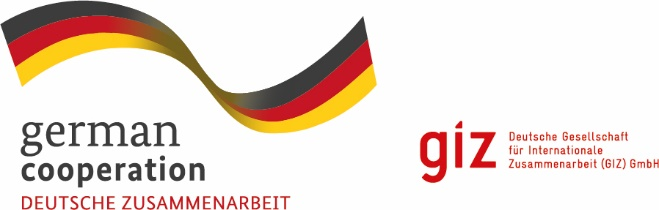 german
cooperation
DEUTSCHE ZUSAMMENARBEIT
giz
Deutsche Gesellschaft
für Internationale
Zusammenarbeit (GIZ) GmbH